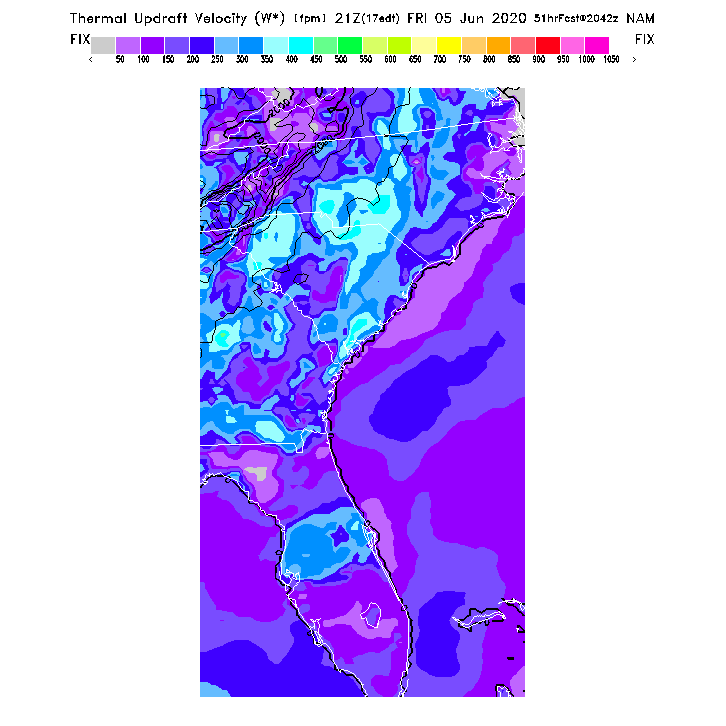 Thermal Updraft Velocity (W*) [fpm] 21Z(17edt) FRI 05 Jun 2020 51hrFcst@2042z NAM
FIX FIX
< 50 100 150 200 250 300 350 400 450 500 550 600 650 700 750 800 850 900 950 1000 1050 >
2000